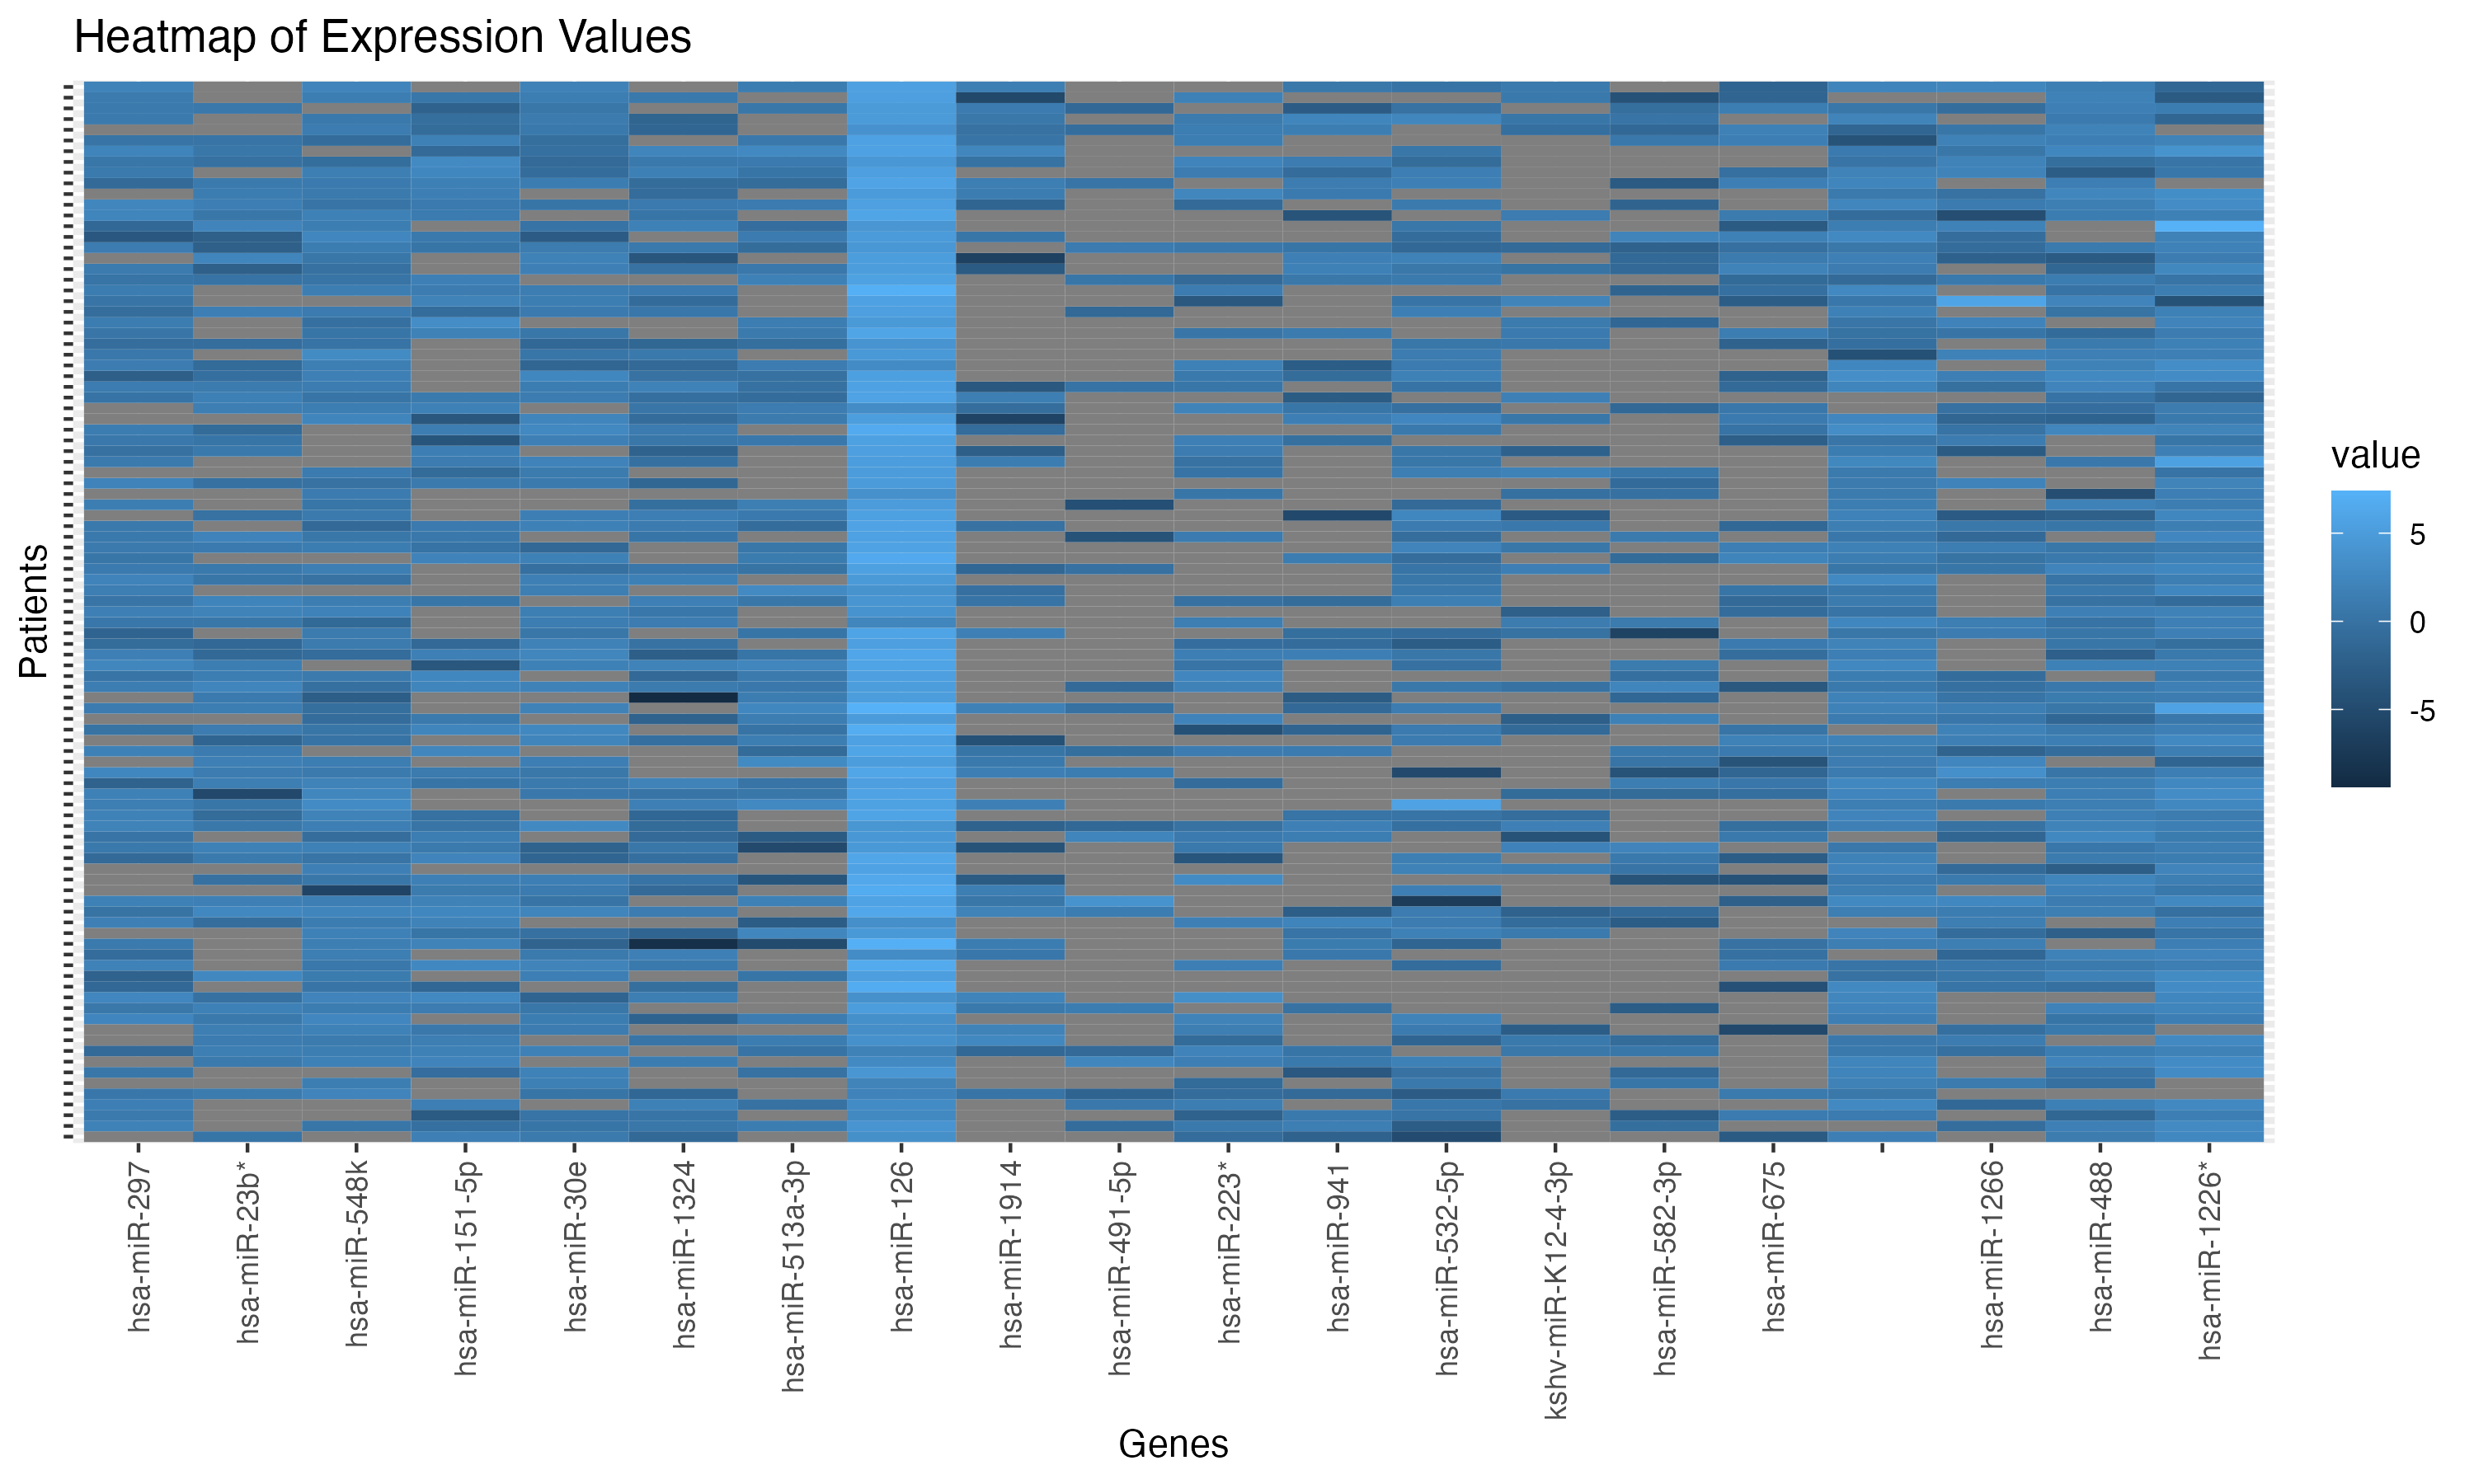 Heatmap of Expression Values
Patients
value
5
0
-5
hsa-miR-297
hsa-miR-23b*
hsa-miR-548k
hsa-miR-151-5p
hsa-miR-30e
hsa-miR-1324
hsa-miR-513a-3p
hsa-miR-126
hsa-miR-1914
hsa-miR-491-5p
hsa-miR-223*
hsa-miR-941
hsa-miR-532-5p
kshv-miR-K12-4-3p
hsa-miR-582-3p
hsa-miR-675
hsa-miR-1266
hsa-miR-488
hsa-miR-1226*
Genes